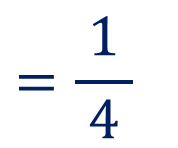 = 1/4